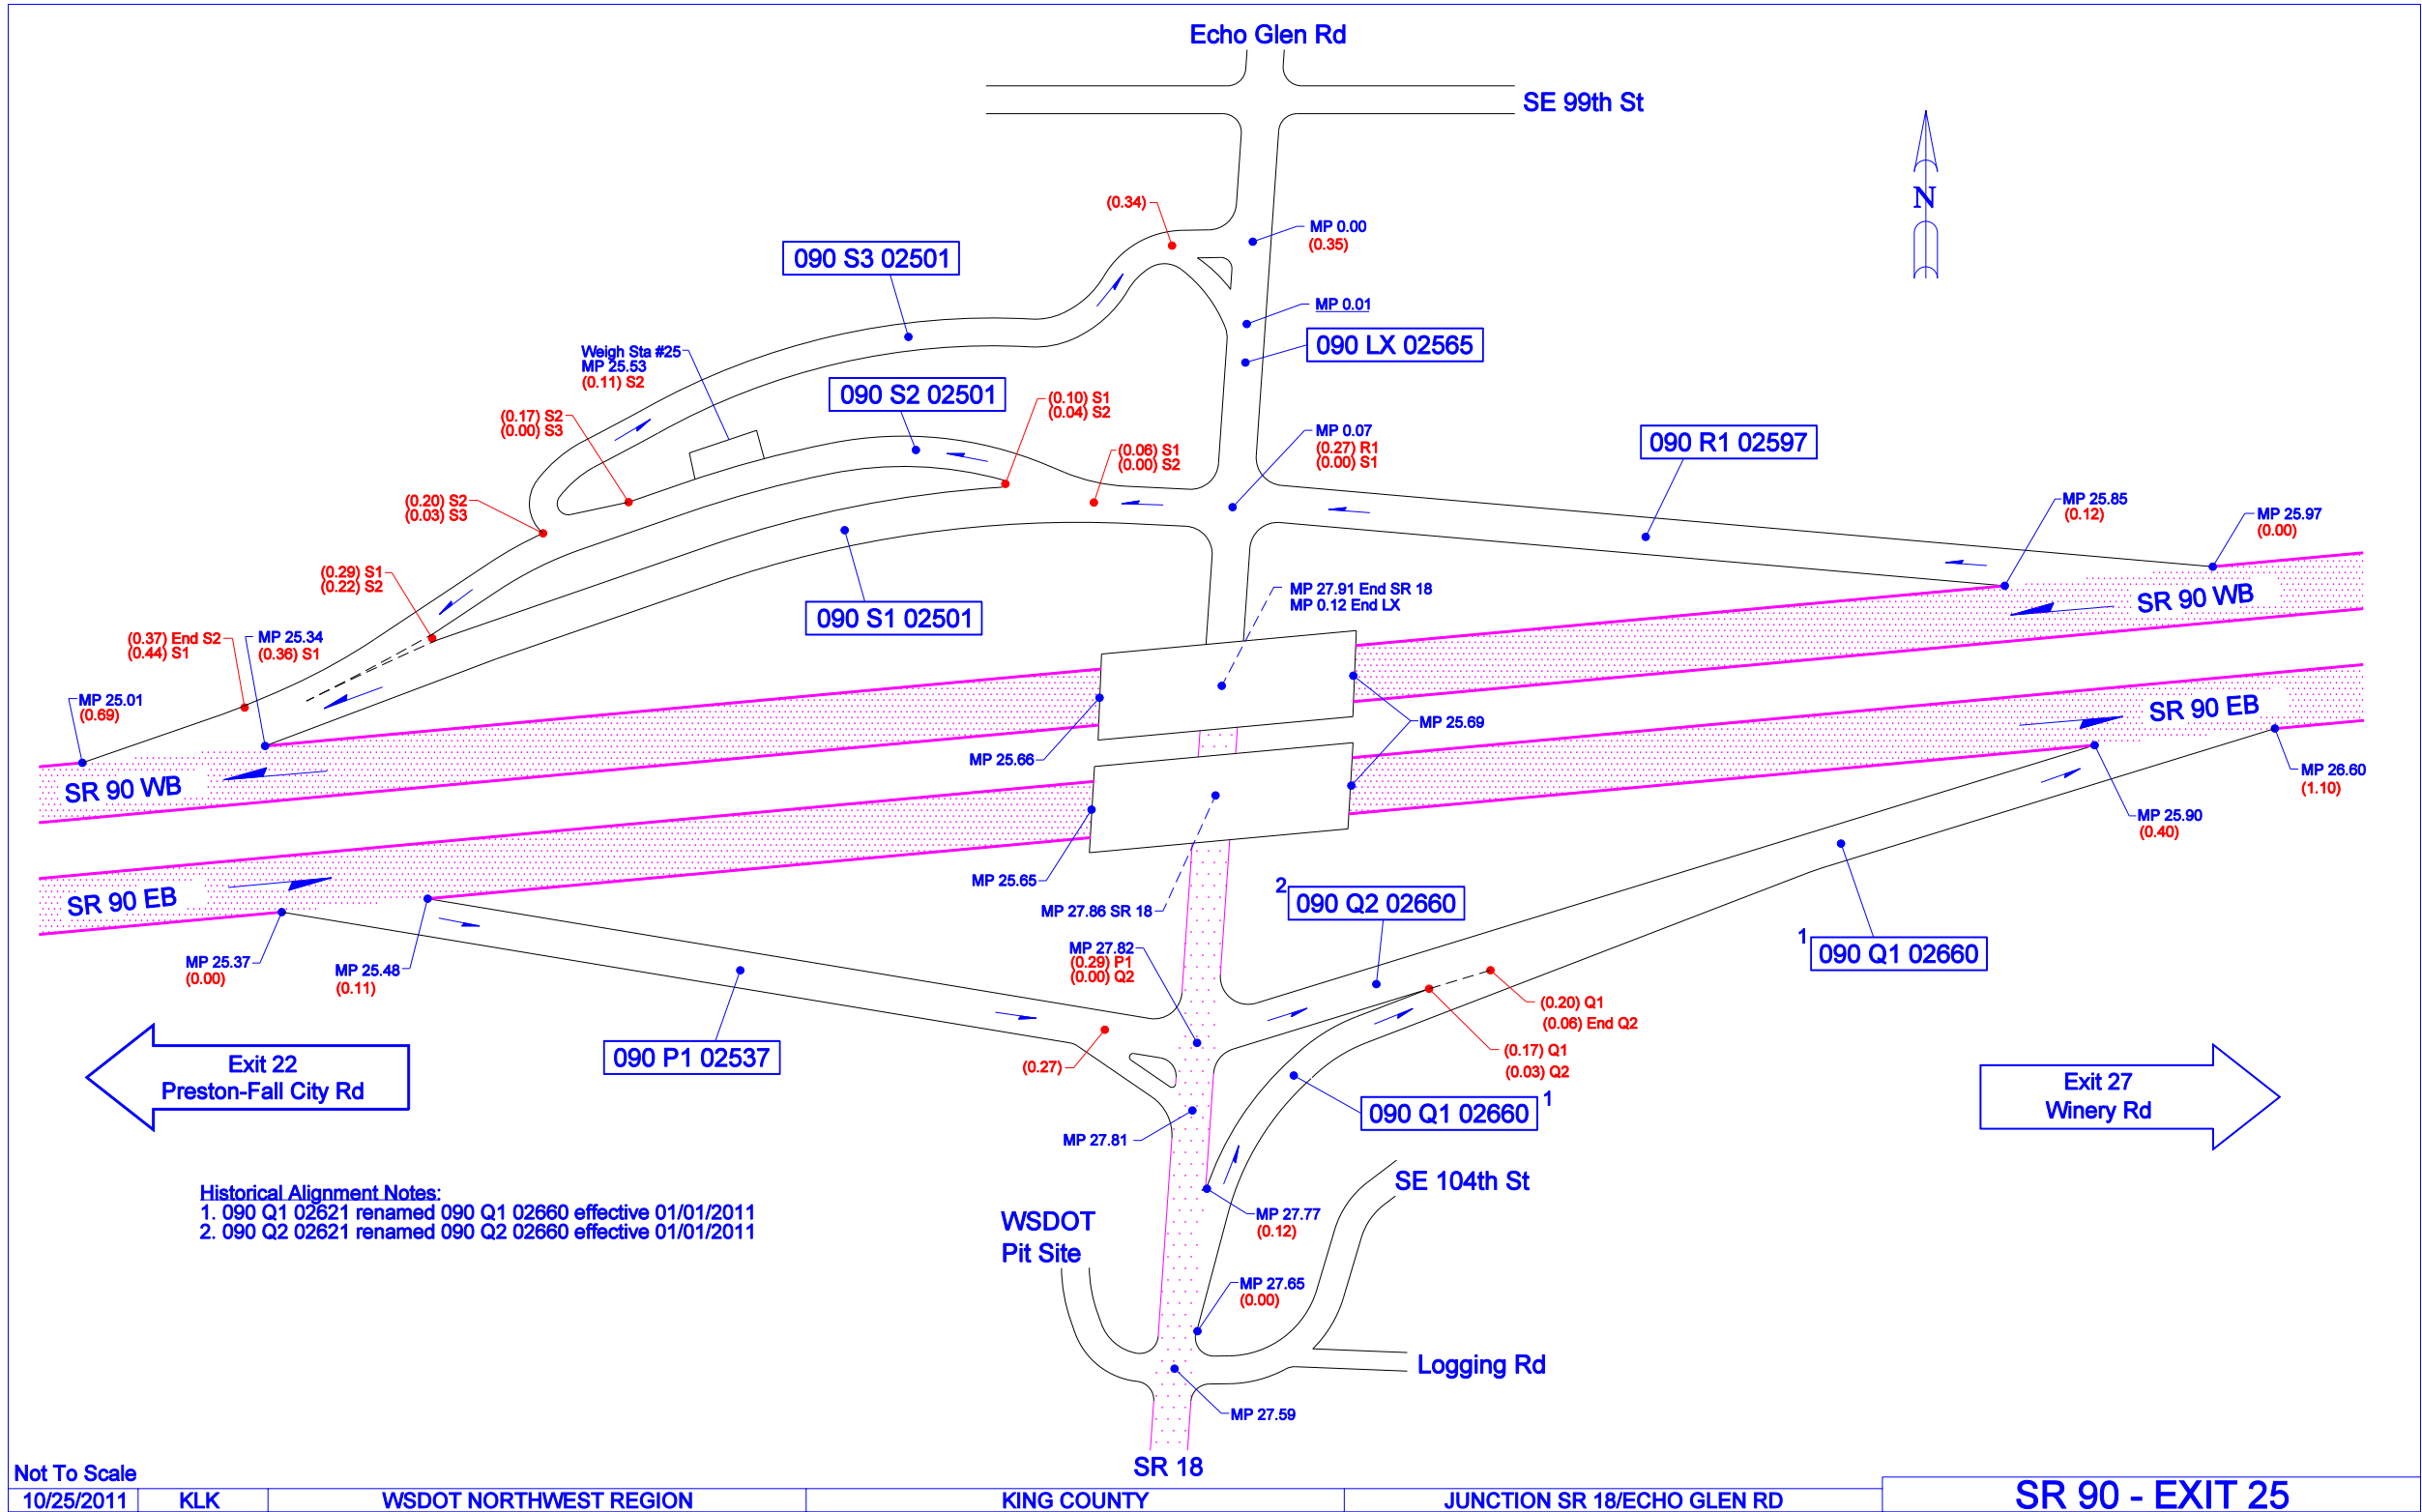 Echo Glen Rd
SE 99th St
N
(0.34)
MP 0.00
(0.35)
090 S3 02501
MP 0.01
090 LX 02565
Weigh Sta #25
MP 25.53
(0.11) S2
090 S2 02501
(0.10) S1
(0.04) S2
(0.17) S2
(0.00) S3
MP 0.07
(0.27) R1
(0.00) S1
090 R1 02597
(0.06) S1
(0.00) S2
(0.20) S2
(0.03) S3
MP 25.85
(0.12)
MP 25.97
(0.00)
(0.29) S1
(0.22) S2
090 S1 02501
MP 27.91 End SR 18
MP 0.12 End LX
SR 90 WB
(0.37) End S2
(0.44) S1
MP 25.34
(0.36) S1
MP 25.01
(0.69)
SR 90 EB
MP 25.69
MP 25.66
SR 90 WB
MP 26.60
(1.10)
MP 25.90
(0.40)
MP 25.65
SR 90 EB
MP 27.86 SR 18
2
090 Q2 02660
1
090 Q1 02660
MP 25.37
(0.00)
MP 25.48
(0.11)
MP 27.82
(0.29) P1
(0.00) Q2
(0.20) Q1
(0.06) End Q2
(0.17) Q1
(0.03) Q2
090 P1 02537
(0.27)
Exit 22
Preston-Fall City Rd
Exit 27
Winery Rd
090 Q1 02660
1
MP 27.81
SE 104th St
Historical Alignment Notes:
1. 090 Q1 02621 renamed 090 Q1 02660 effective 01/01/2011
2. 090 Q2 02621 renamed 090 Q2 02660 effective 01/01/2011
WSDOT
Pit Site
MP 27.77
(0.12)
MP 27.65
(0.00)
Logging Rd
MP 27.59
SR 18
Not To Scale
10/25/2011
KLK
WSDOT NORTHWEST REGION
KING COUNTY
JUNCTION SR 18/ECHO GLEN RD
SR 90 - EXIT 25